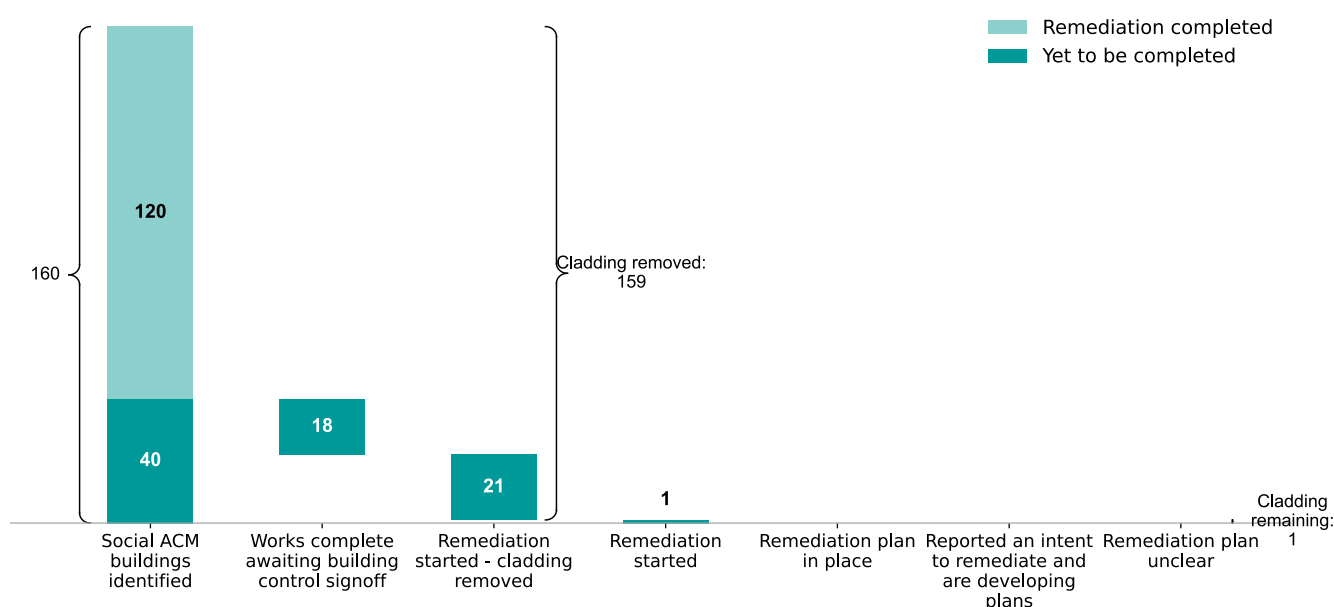 Remediation completed
Yet to be completed
120
160
Cladding removed:
159
18
40
21
1
Cladding
remaining:
1
Social ACM
buildings
identified
Works complete
awaiting building
control signoff
Remediation
started - cladding
removed
Remediation
started
Remediation plan
in place
Reported an intent
to remediate and
are developing
plans
Remediation plan
unclear